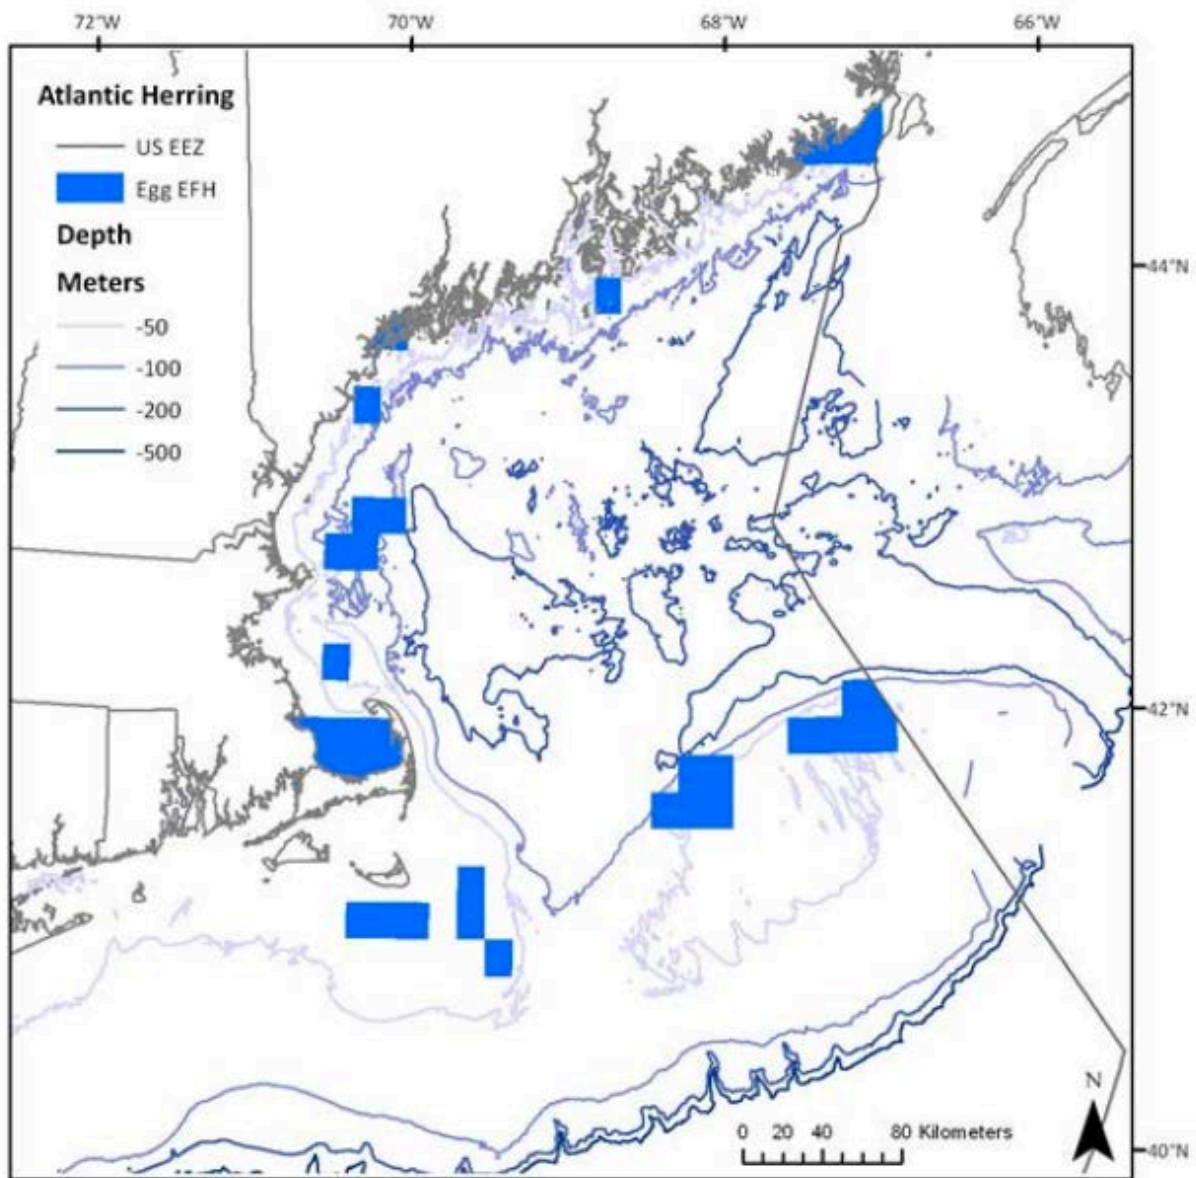 72°W 70°W 68°W 66°W
Atlantic Herring
US EEZ
Egg EFH
Depth
Meters
-50
-100
-200
-500
44°N
42°N
N
0 20 40 80 Kilometers
40°N